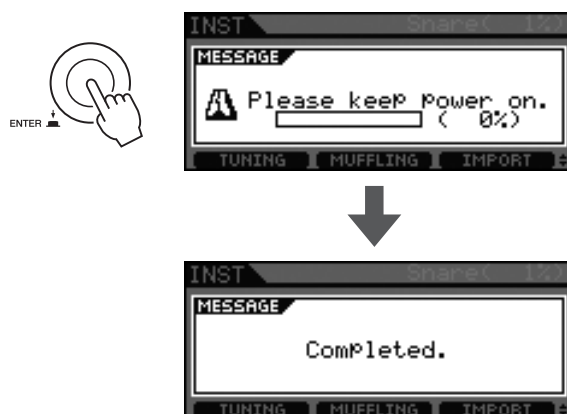 INST Snare( 1%)
MESSAGE
Please keep power on.
( 0%)
TUNING MUFFLING IMPORT
ENTER
INST Snare( 1%)
MESSAGE
Completed.
TUNING MUFFLING IMPORT